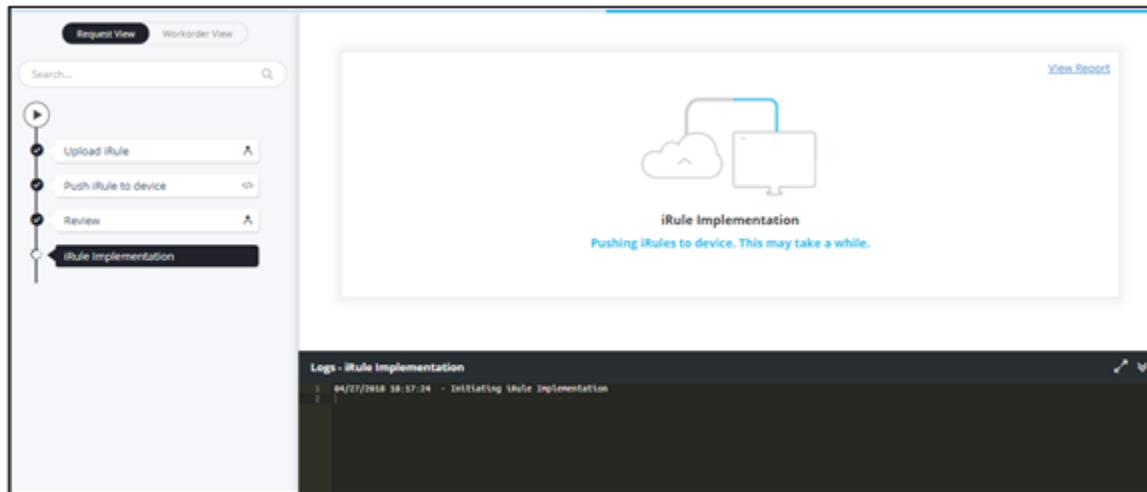 Request View
Workorder View
Search...
Upload iRule
Push iRule to device
</>
Review
iRule Implementation
View Report
iRule Implementation
Pushing iRules to device. This may take a while.
Logs - iRule Implementation
1 04/27/2018 18:57:24 - Initiating iRule Implementation
2